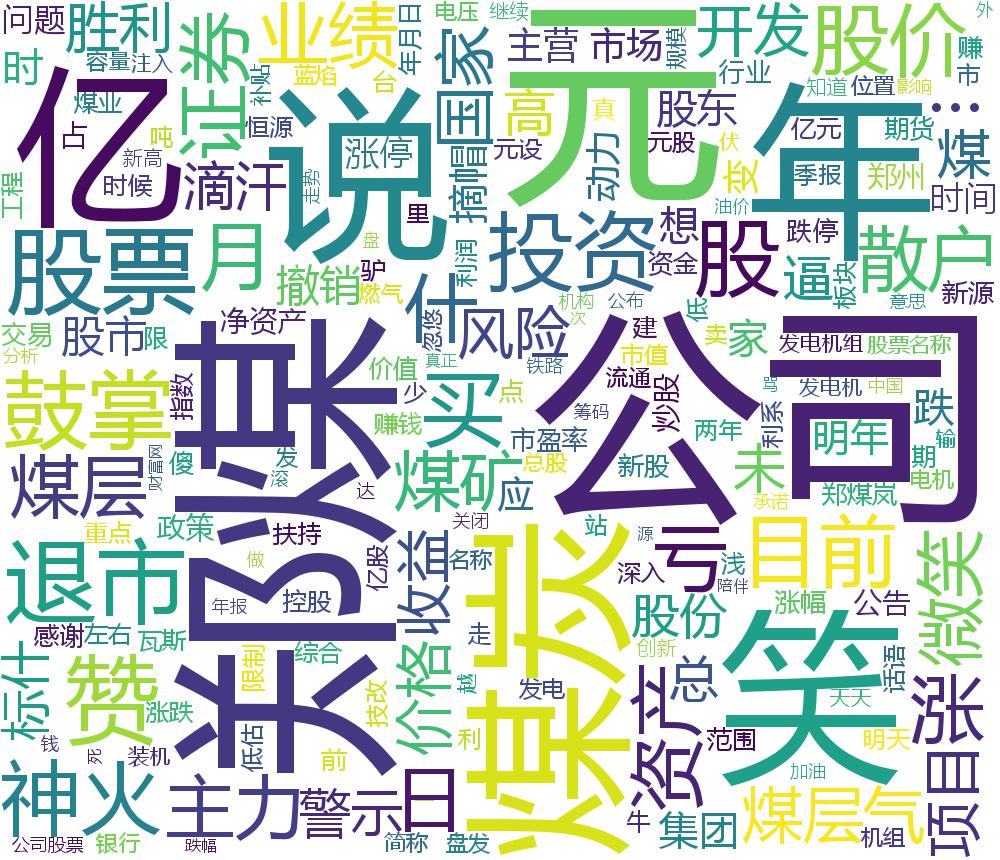 问题
胜利
证券
业绩
电压
继续
国家
主营
市场
规模
开发
股价
外
赚
时
容量
注入
补贴
蓝焰
台
年月日
元
高
真
股东
行业
知道
位置
影响
市
…
亿
煤业
占
吨
新高
时候
恒源
说
涨停
摘帽
元设
动力
元股
伏
变
年
亿元
期货
季报
郑州
煤
时间
工程
滴汗
走势
里
油价
跌停
股票
月
撤销
盘
驴
燃气
利润
什
忽悠
投资
想
资金
股
逼
板块
散户
新源
意思
交易
分析
股市
限
净资产
指数
风险
机构
次
公布
低
卖
家
建
市值
发电机组
股票名称
鼓掌
煤炭
价值
少
真正
铁路
流通
炒股
公司
骂
发电机
中国
跌
赚钱
买
点
筹码
市盈率
两年
利系
明年
输
煤层
财富网
傻
发
滚
达
煤矿
应
总股
新股
未
期
电机
郑煤岚
承诺
重点
政策
扶持
关闭
站
源
亏
目前
微笑
退市
做
年报
控股
亿股
收益
名称
深入
浅
陪伴
股份
涨幅
公告
感谢
左右
瓦斯
关
综合
走
创新
笑
话语
标仕
赞
涨跌
限制
技改
价格
越
发电
总
天天
涨
钱
死
装机
低估
前
利
资产
范围
明天
项目
神火
主力
警示
日
牛
加油
煤层气
公司股票
银行
跌幅
简称
盘发
集团
机组